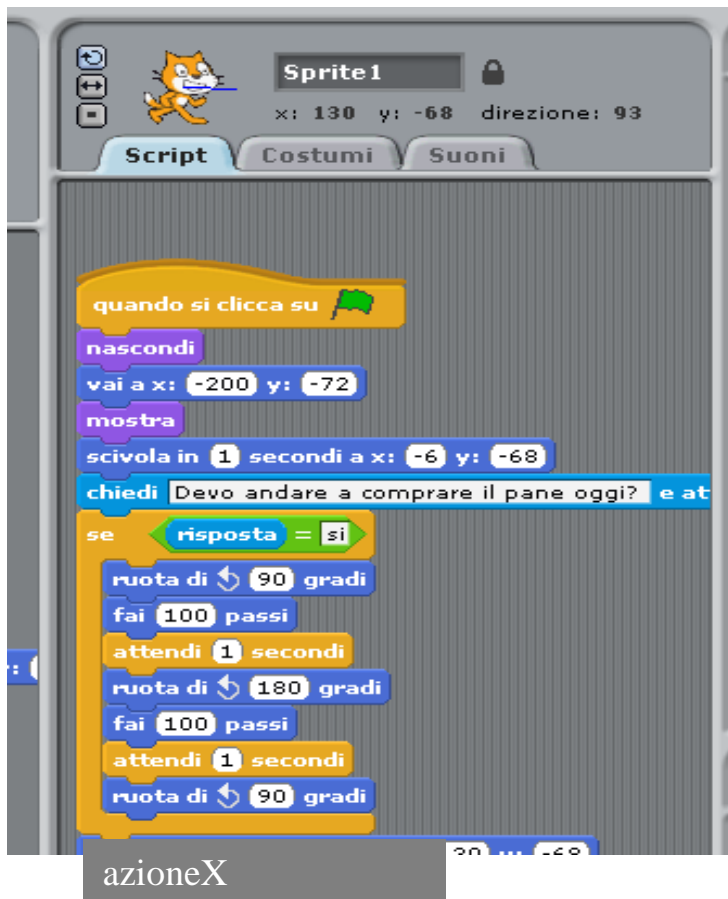 Sprite1
x: 130 y: -68 direzione: 93
Script Costumi Suoni
quando si clicca su
nascondi
vai a x: -200 y: -72
mostra
scivola in 1 secondi a x: -6 y: -68
chiedi Devo andare a comprare il pane oggi? e at
se risposta = si
ruota di 90 gradi
fai 100 passi
attendi 1 secondi
ruota di 180 gradi
fai 100 passi
attendi 1 secondi
ruota di 90 gradi
azioneX